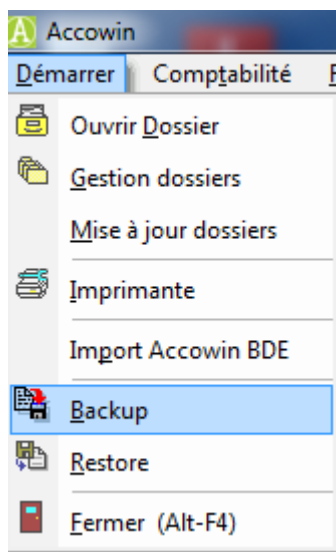 Accowin
Démarrer Comptabilité
Ouvrir Dossier
Gestion dossiers
Mise à jour dossiers
Imprimante
Import Accowin BDE
Backup
Restore
Fermer (Alt-F4)